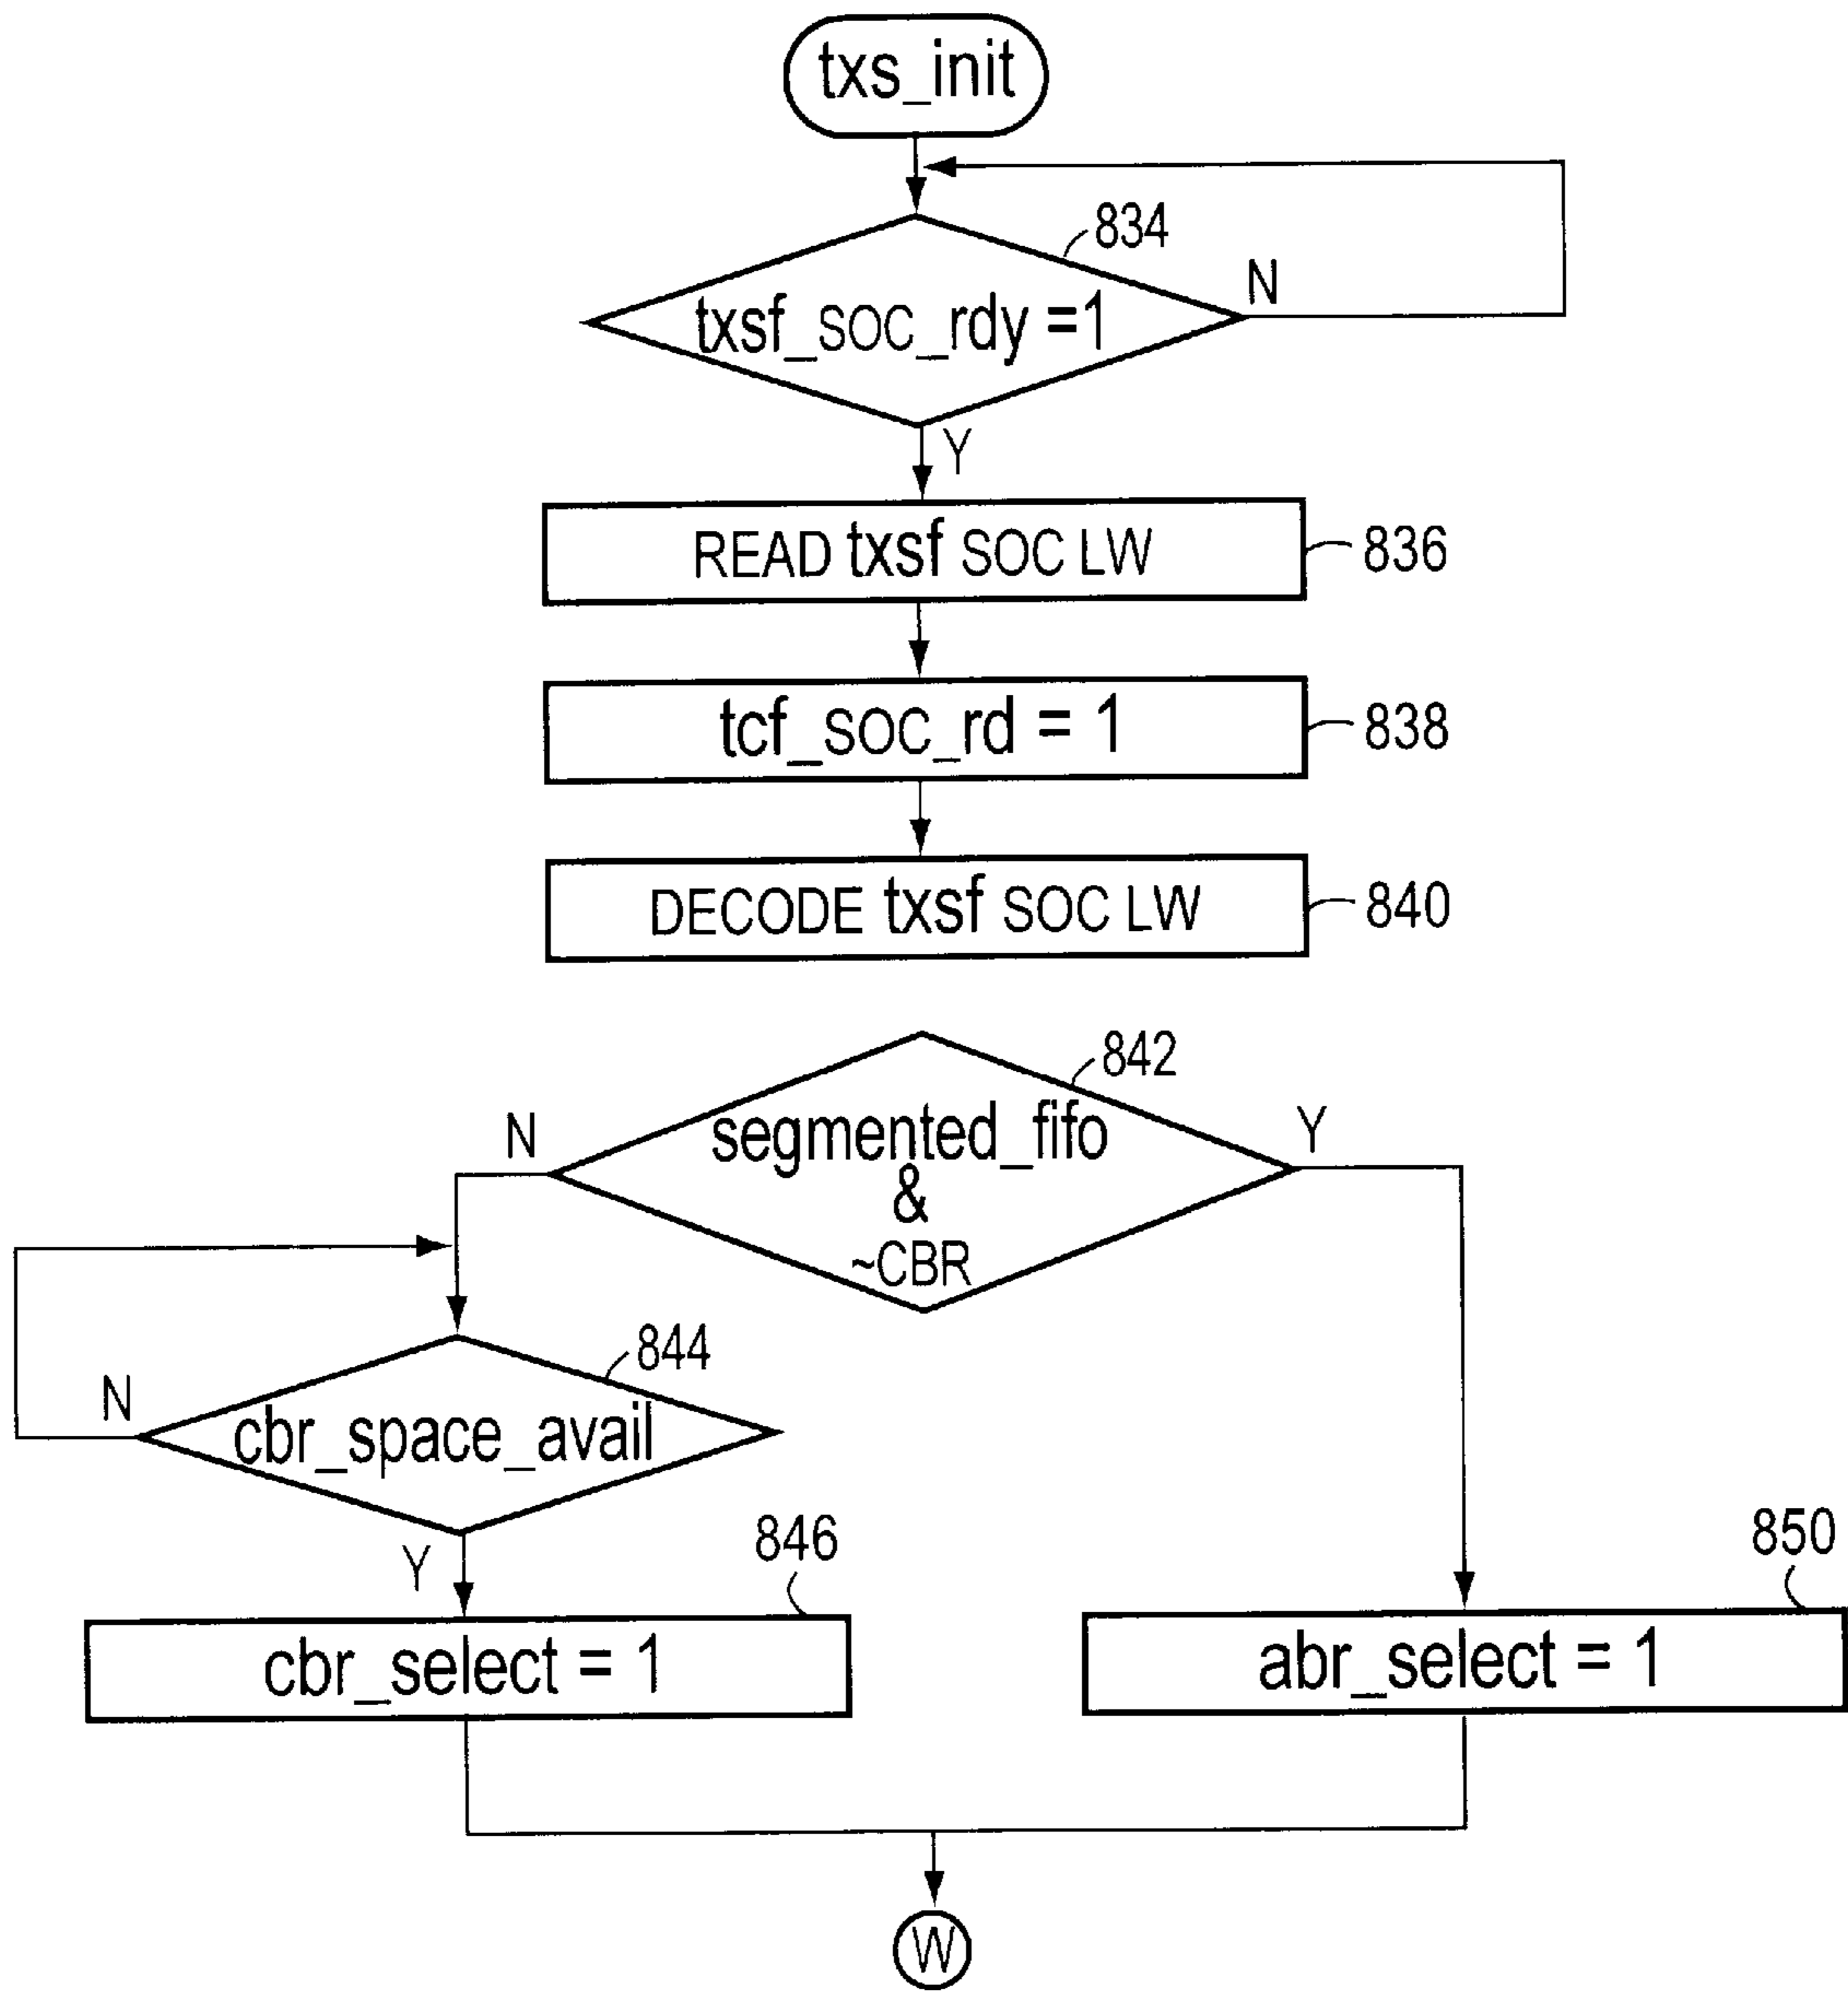 txs_init
834
N
txsf_SOC_rdy =1
Y
READ txsf SOC LW
836
tcf_SOC_rd = 1
838
DECODE txsf SOC LW
840
842
N
segmented_fifo
Y
&
~CBR
844
N
cbr_space_avail
Y
846
850
cbr_select = 1
abr_select = 1
W